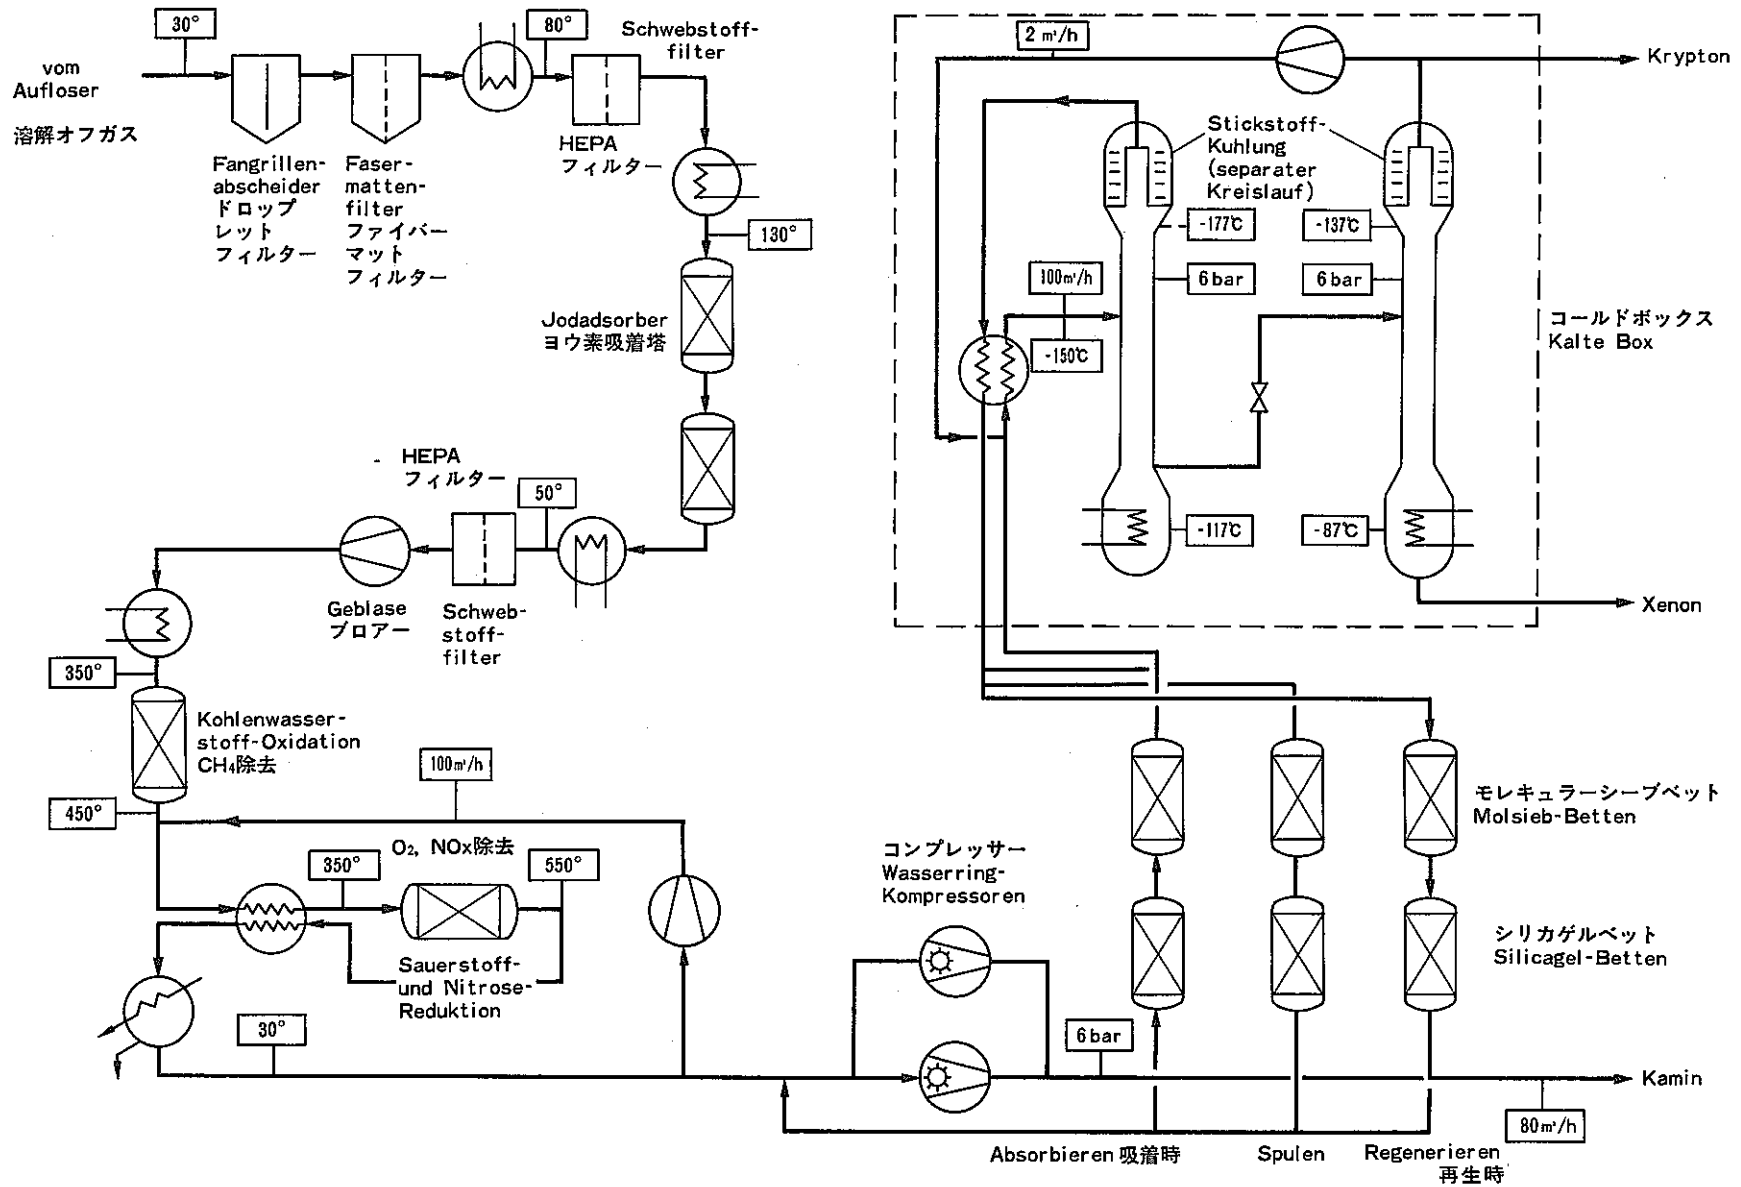 30°
vom
Aufloser
溶解オフガス
Fangrillen-
abscheider
ドロップ
レット
フィルター
Faser-
matten-
filter
ファイバー
マット
フィルター
80°
Schwebstoff-
filter
HEPA
フィルター
130°
Jodadsorber
ヨウ素吸着塔
HEPA
フィルター
50°
Geblase
ブロアー
Schweb-
stoff-
filter
350°
Kohlenwasser-
stoff-Oxidation
CH₄除去
450°
100m³/h
O₂, NOx除去
350°
550°
Sauerstoff-
und Nitrose-
Reduktion
30°
2 m³/h
Krypton
Stickstoff-
Kuhlung
(separater
Kreislauf)
-177℃
-137℃
6 bar
6 bar
100m³/h
-150℃
コールドボックス
Kalte Box
-117℃
-87℃
Xenon
モレキュラーシーブベット
Molsieb-Betten
コンプレッサー
Wasserring-
Kompressoren
シリカゲルベット
Silicagel-Betten
6 bar
Kamin
80m³/h
Absorbieren 吸着時
Spulen
Regenerieren
再生時